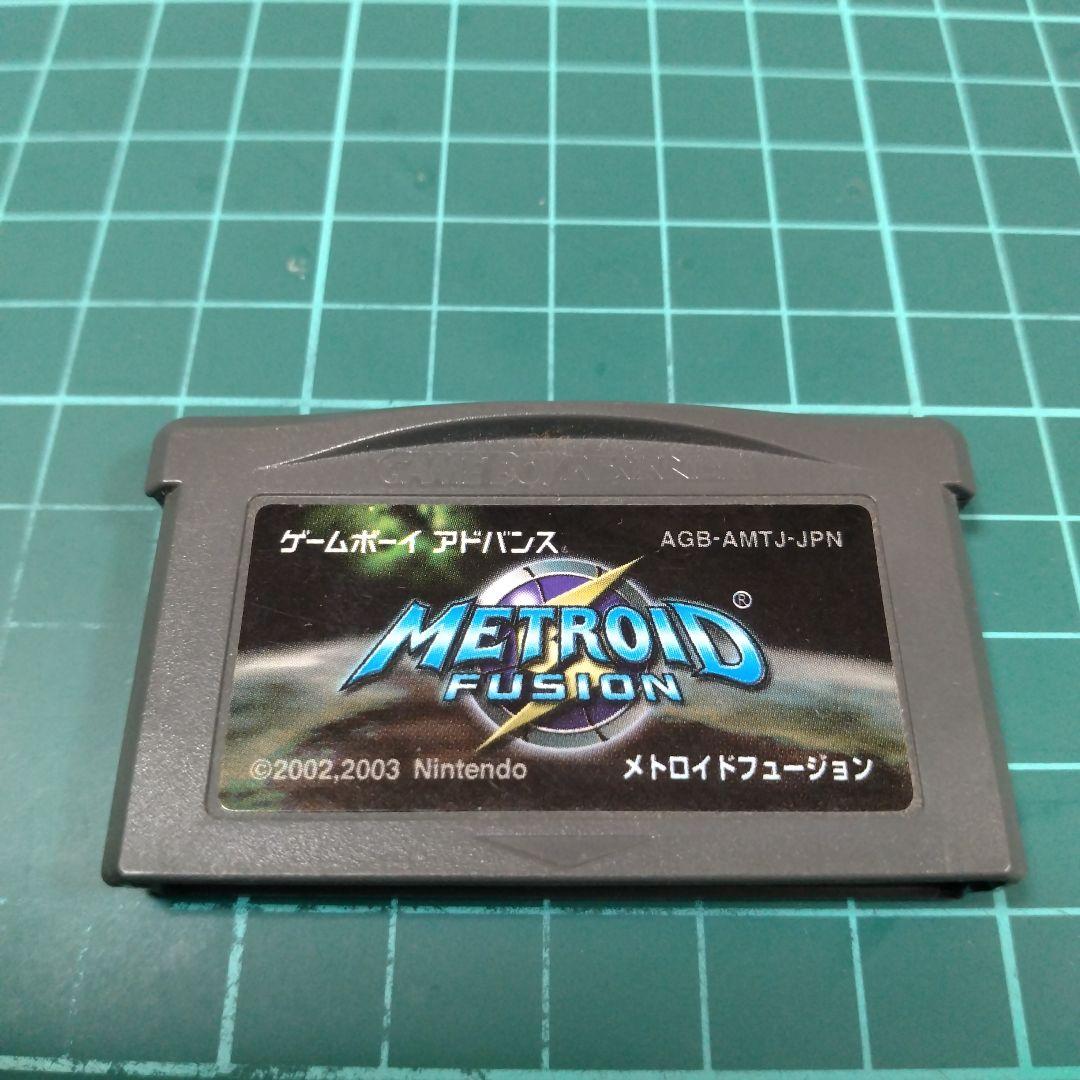 GAME BOY ADVANCE
ゲームボーイ アドバンス
AGB-AMTJ-JPN
METROID®
FUSION
©2002,2003 Nintendo
メトロイドフュージョン